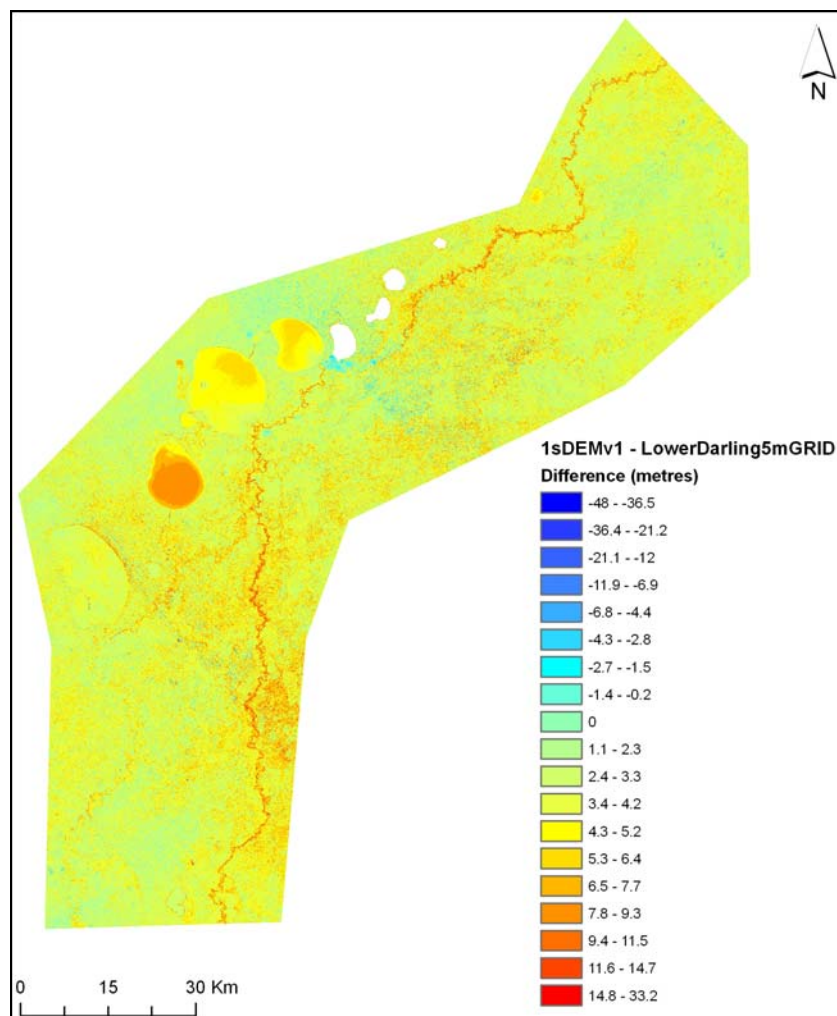 N
1sDEMv1 - LowerDarling5mGRID
Difference (metres)
-48 - -36.5
-36.4 - -21.2
-21.1 - -12
-11.9 - -6.9
-6.8 - -4.4
-4.3 - -2.8
-2.7 - -1.5
-1.4 - -0.2
0
1.1 - 2.3
2.4 - 3.3
3.4 - 4.2
4.3 - 5.2
5.3 - 6.4
6.5 - 7.7
7.8 - 9.3
9.4 - 11.5
11.6 - 14.7
14.8 - 33.2
0 15 30 Km